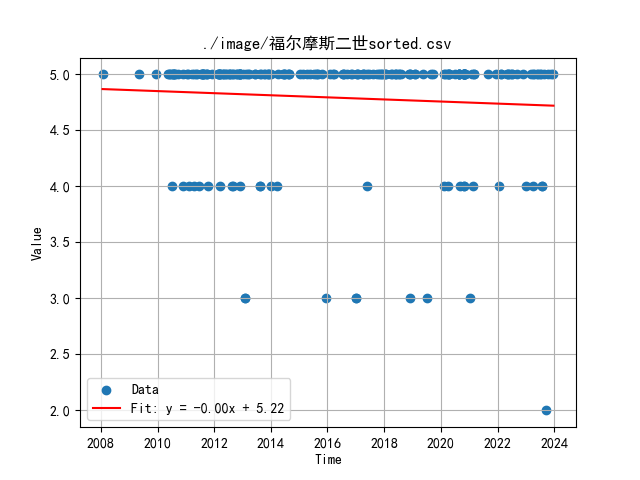 ./image/福尔摩斯二世sorted.csv
5.0
4.5
4.0
3.5
3.0
2.5
2.0
Value
Data
Fit: y = -0.00x + 5.22
2008 2010 2012 2014 2016 2018 2020 2022 2024
Time